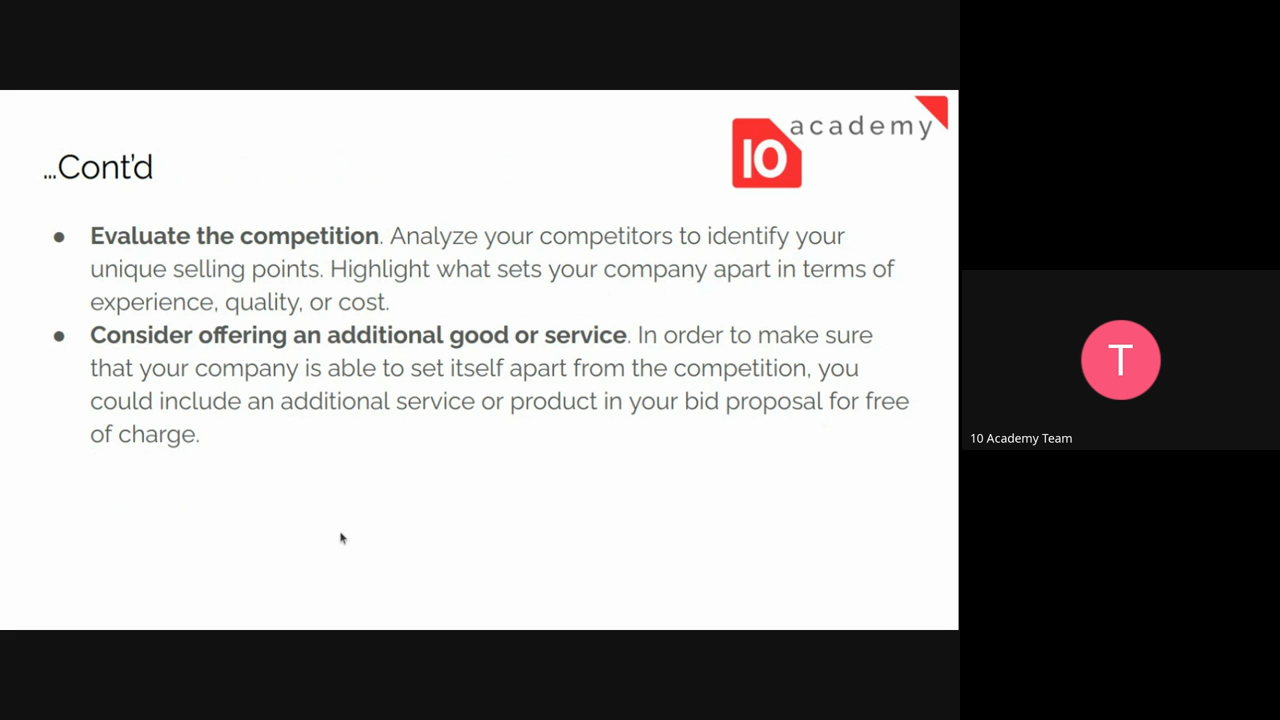 academy
10
...Cont'd
● Evaluate the competition. Analyze your competitors to identify your
unique selling points. Highlight what sets your company apart in terms of
experience, quality, or cost.
● Consider offering an additional good or service. In order to make sure
that your company is able to set itself apart from the competition, you
could include an additional service or product in your bid proposal for free
of charge.
T
10 Academy Team